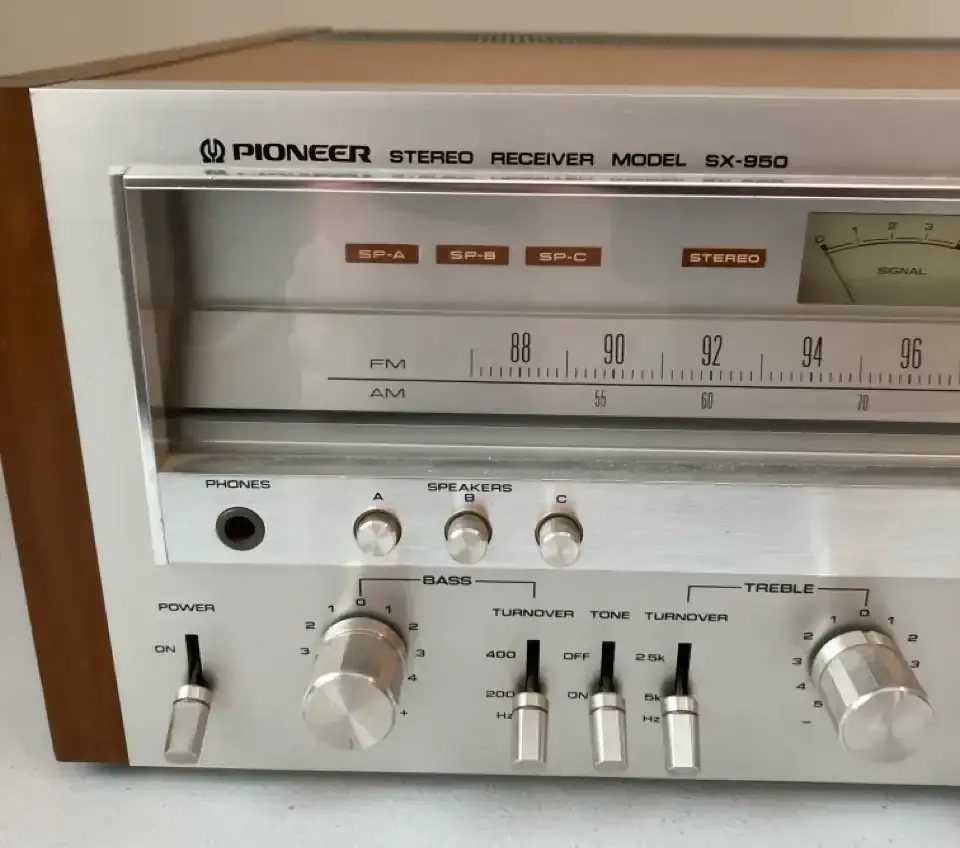 PIONEER STEREO RECEIVER MODEL SX-950
SP-A SP-B SP-C STEREO
0 1 2 3
SIGNAL
FM 88 90 92 94 96
AM 55 60 70
PHONES SPEAKERS
A B C
BASS TREBLE
POWER TURNOVER TONE TURNOVER
ON
3 2 1 0 1 2 3 4 +
400 OFF 2.5k
200 ON 5k
Hz Hz
- 5 4 3 2 1 0 1 2 3